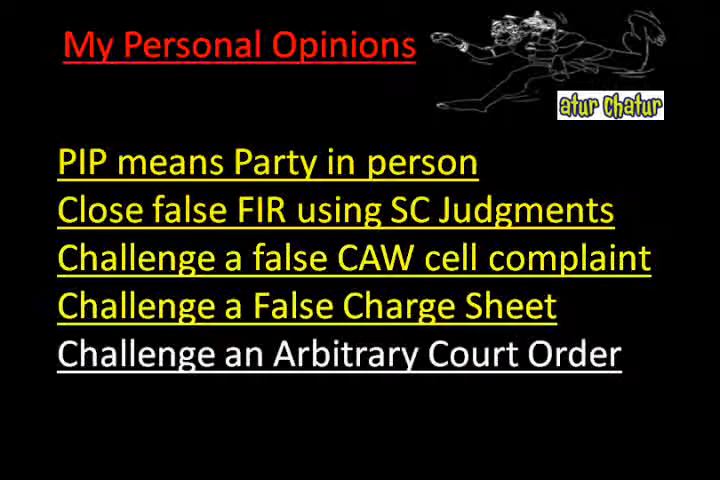 My Personal Opinions
atur chatur
PIP means Party in person
Close false FIR using SC Judgments
Challenge a false CAW cell complaint
Challenge a False Charge Sheet
Challenge an Arbitrary Court Order